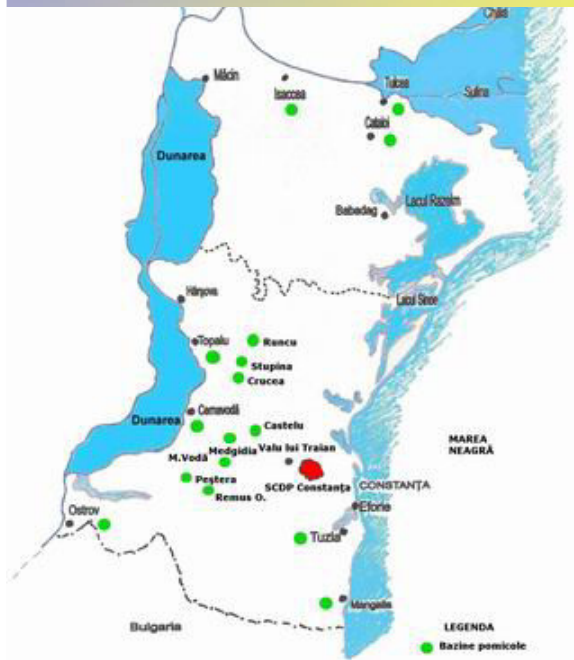 Chilia
Măcin
Isaccea
Tulcea
Sulina
Cataloi
Dunarea
Lacul Razelm
Babadag
Hârşova
Lacul Sinoe
Topalu
Runcu
Stupina
Crucea
Cernavodă
Dunarea
Castelu
Medgidia
Valu lui Traian
MAREA
NEAGRĂ
M.Vodă
Peştera
SCDP Constanţa
CONSTANŢA
Remus O.
Eforie
Ostrov
Tuzla
Mangalia
Bulgaria
LEGENDA
Bazine pomicole